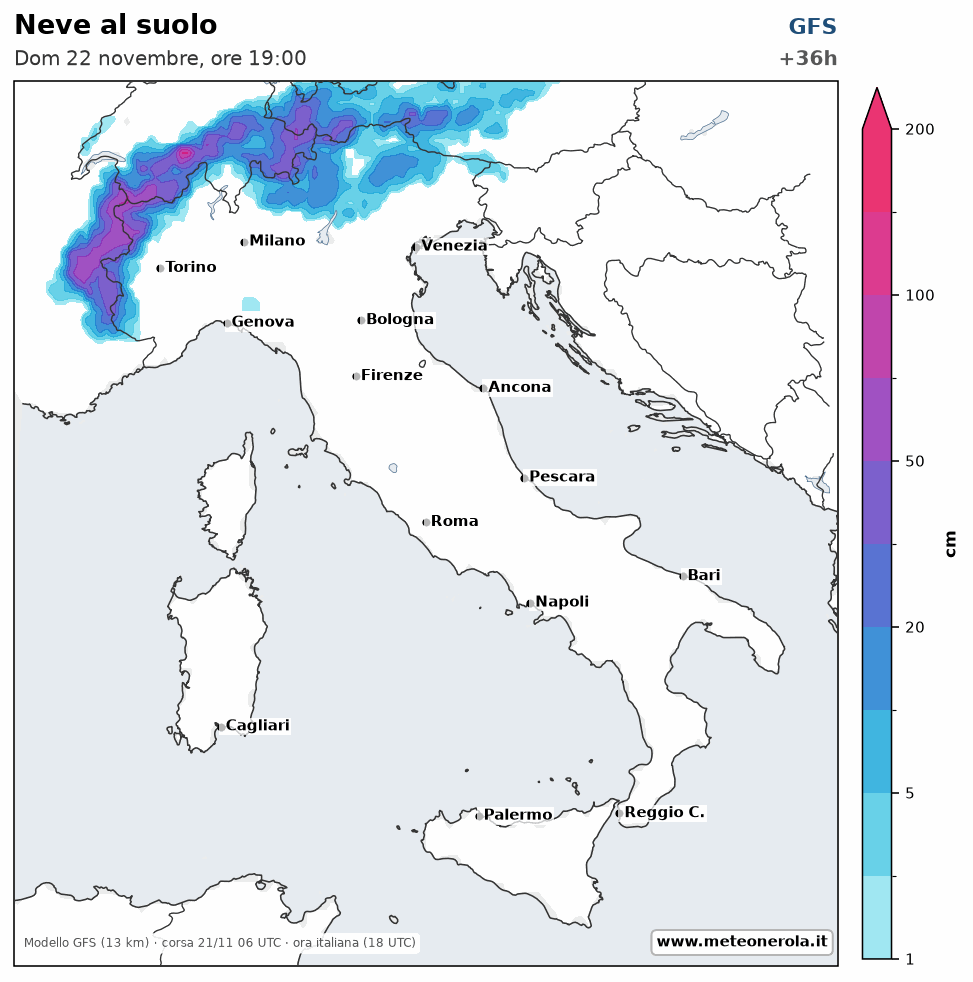 Neve al suolo
GFS
Dom 22 novembre, ore 19:00
+36h
200
Milano
Venezia
Torino
100
Genova
Bologna
Firenze
Ancona
50
Pescara
Roma
cm
Bari
Napoli
20
Cagliari
5
Reggio C.
Palermo
Modello GFS (13 km) · corsa 21/11 06 UTC · ora italiana (18 UTC)
www.meteonerola.it
1